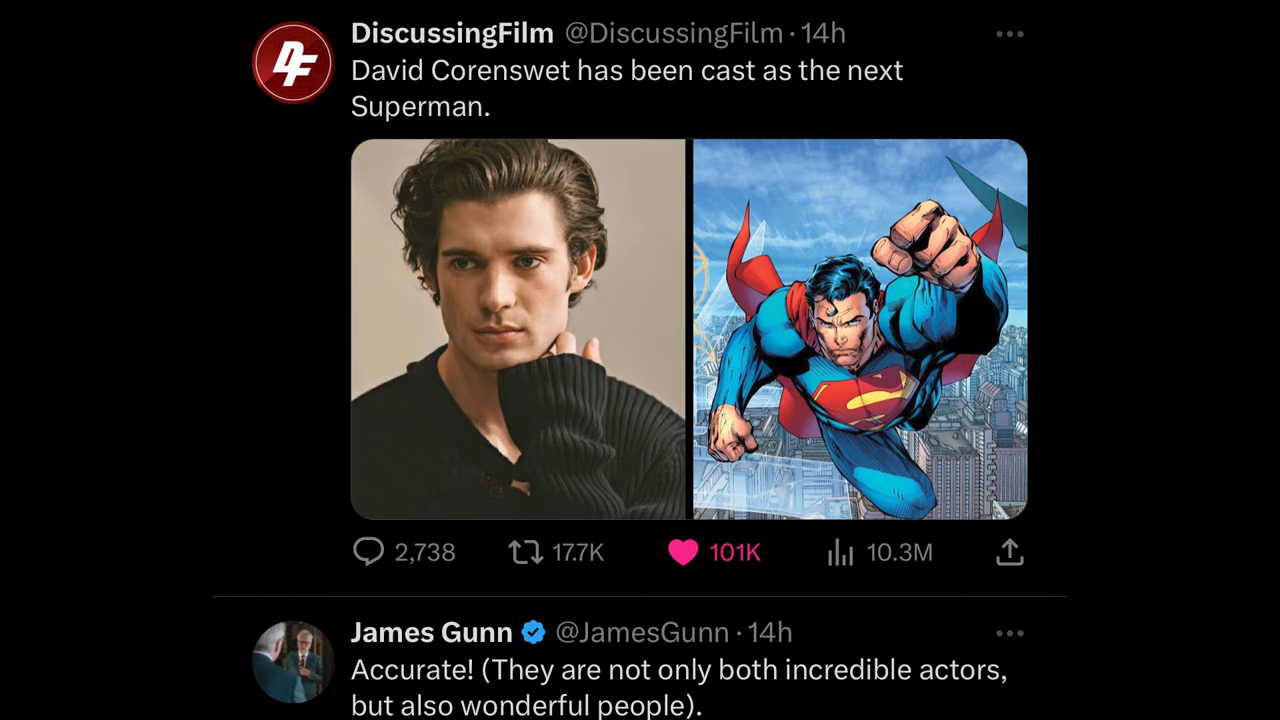 DF
DiscussingFilm @DiscussingFilm · 14h
David Corenswet has been cast as the next
Superman.
S
2,738 17.7K 101K 10.3M
James Gunn @JamesGunn · 14h
Accurate! (They are not only both incredible actors,
but also wonderful people).